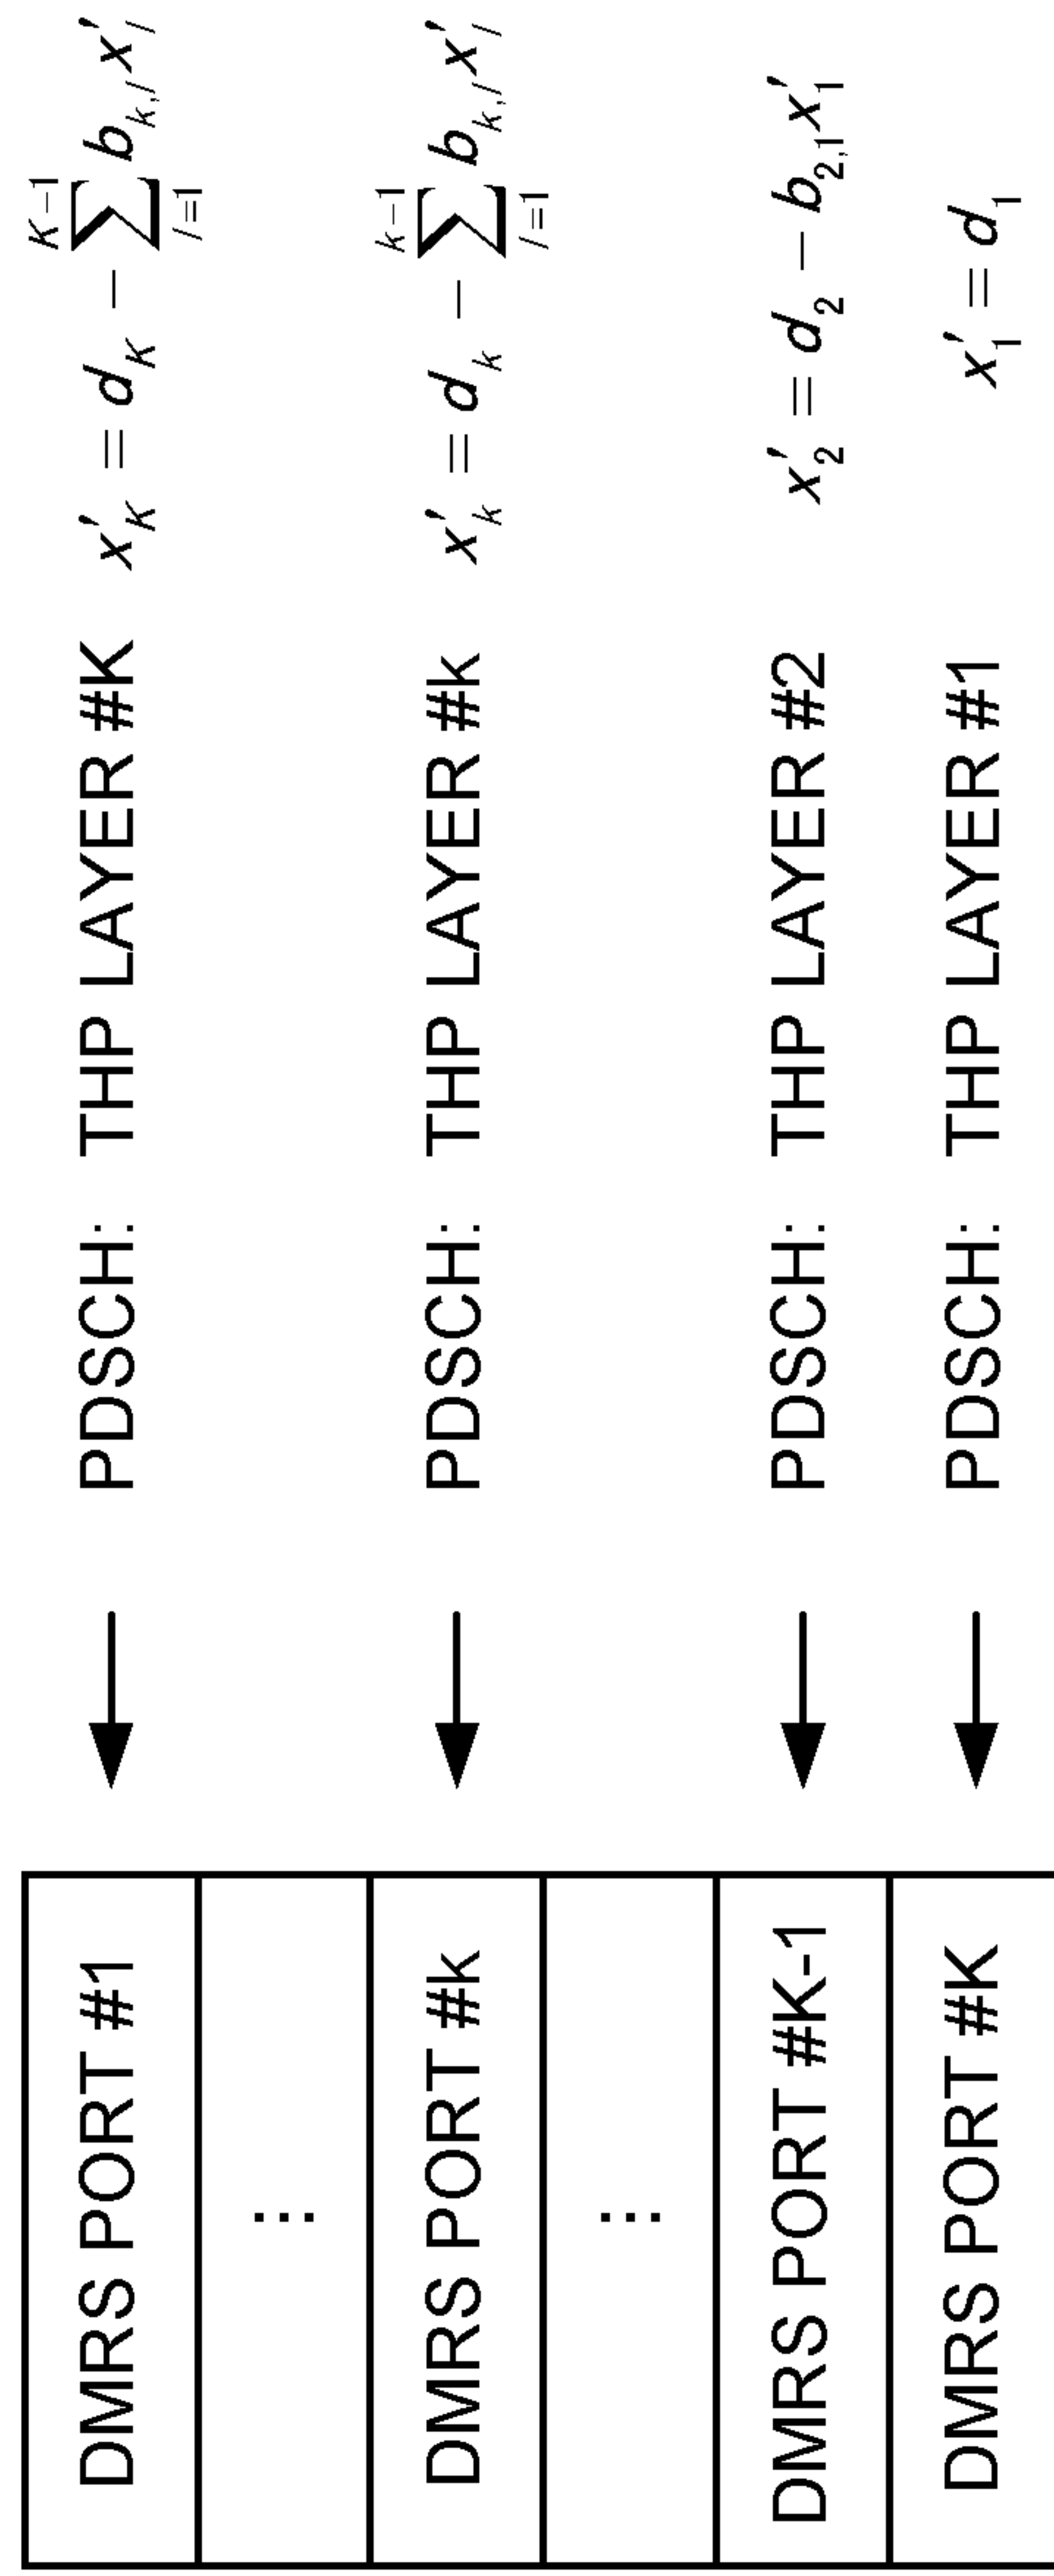 DMRS PORT #1 PDSCH: THP LAYER #K x'_K = d_K − ∑_{l=1}^{K−1} b_{k,l} x'_l
...
DMRS PORT #k PDSCH: THP LAYER #k x'_k = d_k − ∑_{l=1}^{k−1} b_{k,l} x'_l
...
DMRS PORT #K-1 PDSCH: THP LAYER #2 x'_2 = d_2 − b_{2,1} x'_1
DMRS PORT #K PDSCH: THP LAYER #1 x'_1 = d_1